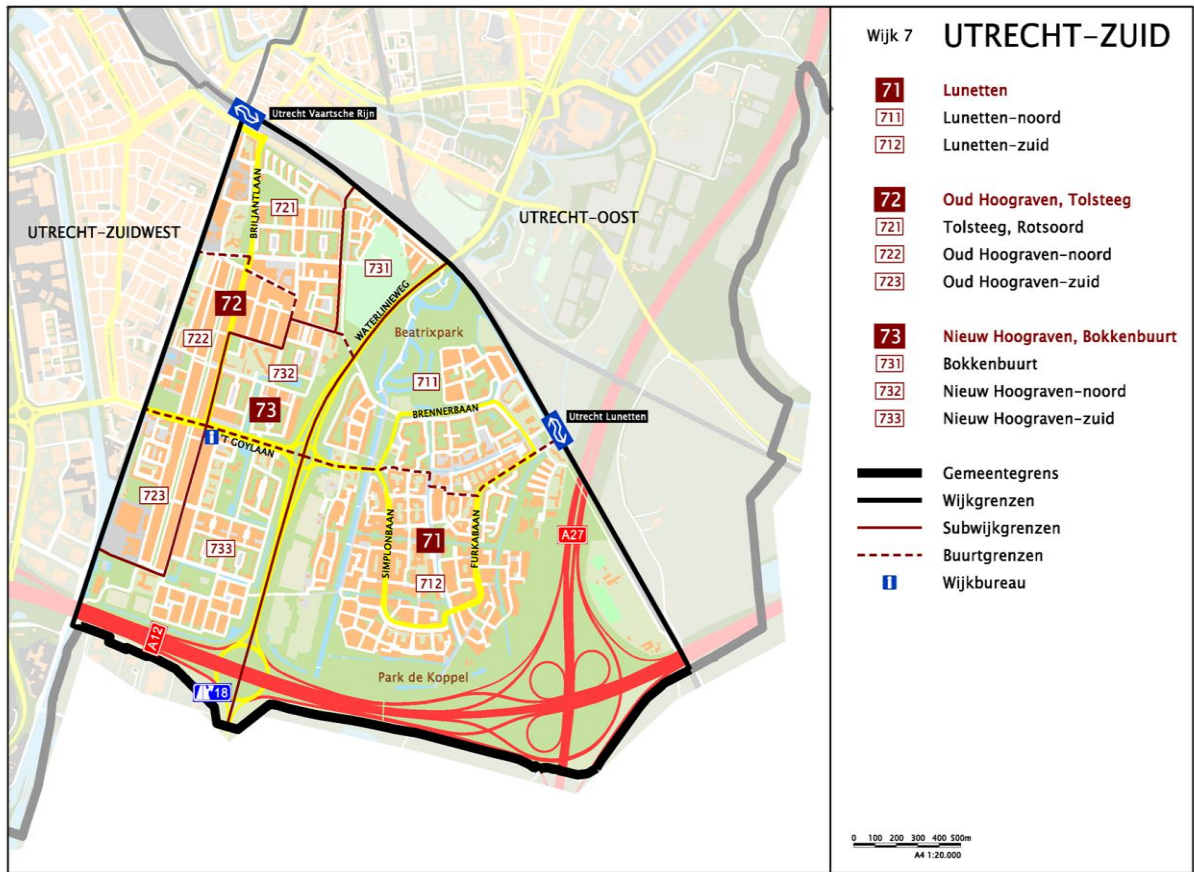 Utrecht Vaartsche Rijn
BRILJANTLAAN
721
UTRECHT-ZUIDWEST
UTRECHT-OOST
731
WATERLINIEWEG
72
722
732
Beatrixpark
711
73
BRENNERBAAN
Utrecht Lunetten
'T GOYLAAN
723
733
SIMPLONBAAN
71
FURKABAAN
A27
712
A12
Park de Koppel
18
Wijk 7 UTRECHT-ZUID
71 Lunetten
711 Lunetten-noord
712 Lunetten-zuid
72 Oud Hoograven, Tolsteeg
721 Tolsteeg, Rotsoord
722 Oud Hoograven-noord
723 Oud Hoograven-zuid
73 Nieuw Hoograven, Bokkenbuurt
731 Bokkenbuurt
732 Nieuw Hoograven-noord
733 Nieuw Hoograven-zuid
Gemeentegrens
Wijkgrenzen
Subwijkgrenzen
Buurtgrenzen
i Wijkbureau
0 100 200 300 400 500m
A4 1:20.000